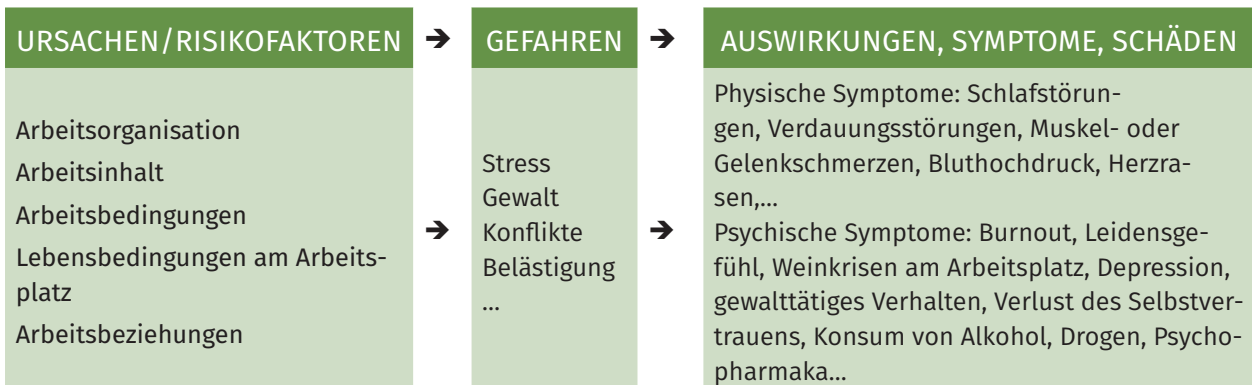 URSACHEN/RISIKOFAKTOREN ➔ GEFAHREN ➔ AUSWIRKUNGEN, SYMPTOME, SCHÄDEN
Arbeitsorganisation
Arbeitsinhalt
Arbeitsbedingungen
Lebensbedingungen am Arbeits-
platz
Arbeitsbeziehungen
➔
Stress
Gewalt
Konflikte
Belästigung
...
➔
Physische Symptome: Schlafstörun-
gen, Verdauungsstörungen, Muskel- oder
Gelenkschmerzen, Bluthochdruck, Herzra-
sen,...
Psychische Symptome: Burnout, Leidensge-
fühl, Weinkrisen am Arbeitsplatz, Depression,
gewalttätiges Verhalten, Verlust des Selbstver-
trauens, Konsum von Alkohol, Drogen, Psycho-
pharmaka...